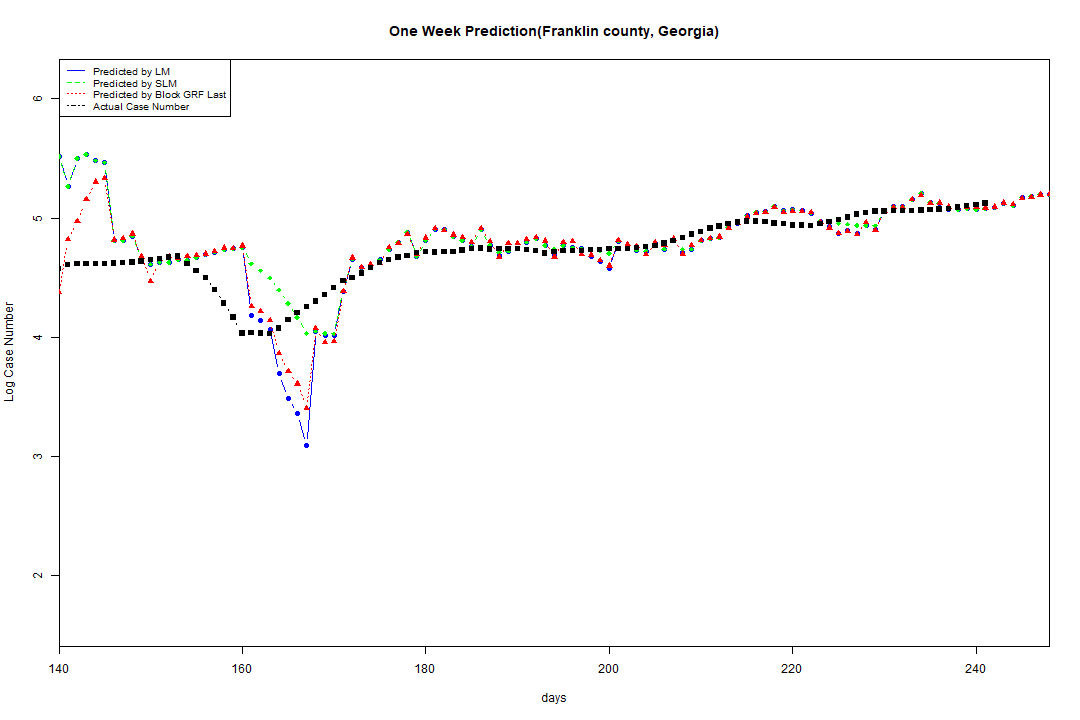 One Week Prediction(Franklin county, Georgia)
Predicted by LM
Predicted by SLM
Predicted by Block GRF Last
Actual Case Number
6
5
4
3
2
Log Case Number
140 160 180 200 220 240
days